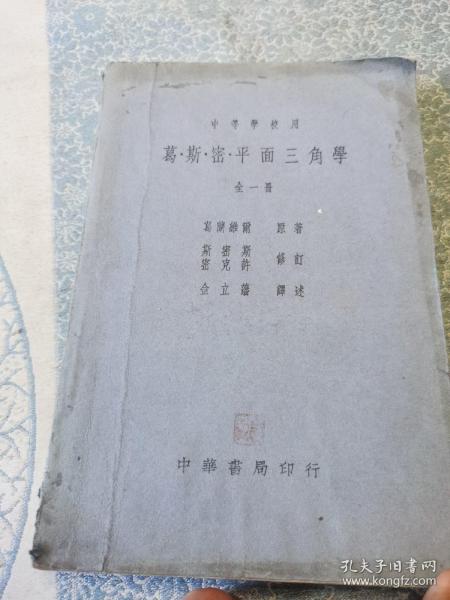 中等學校用
葛·斯·密·平面三角學
全一册
葛蘭維爾 原著
斯密斯
密克許 修訂
金立藩 譯述
中華書局印行
孔夫子旧书网
www.kongfz.com